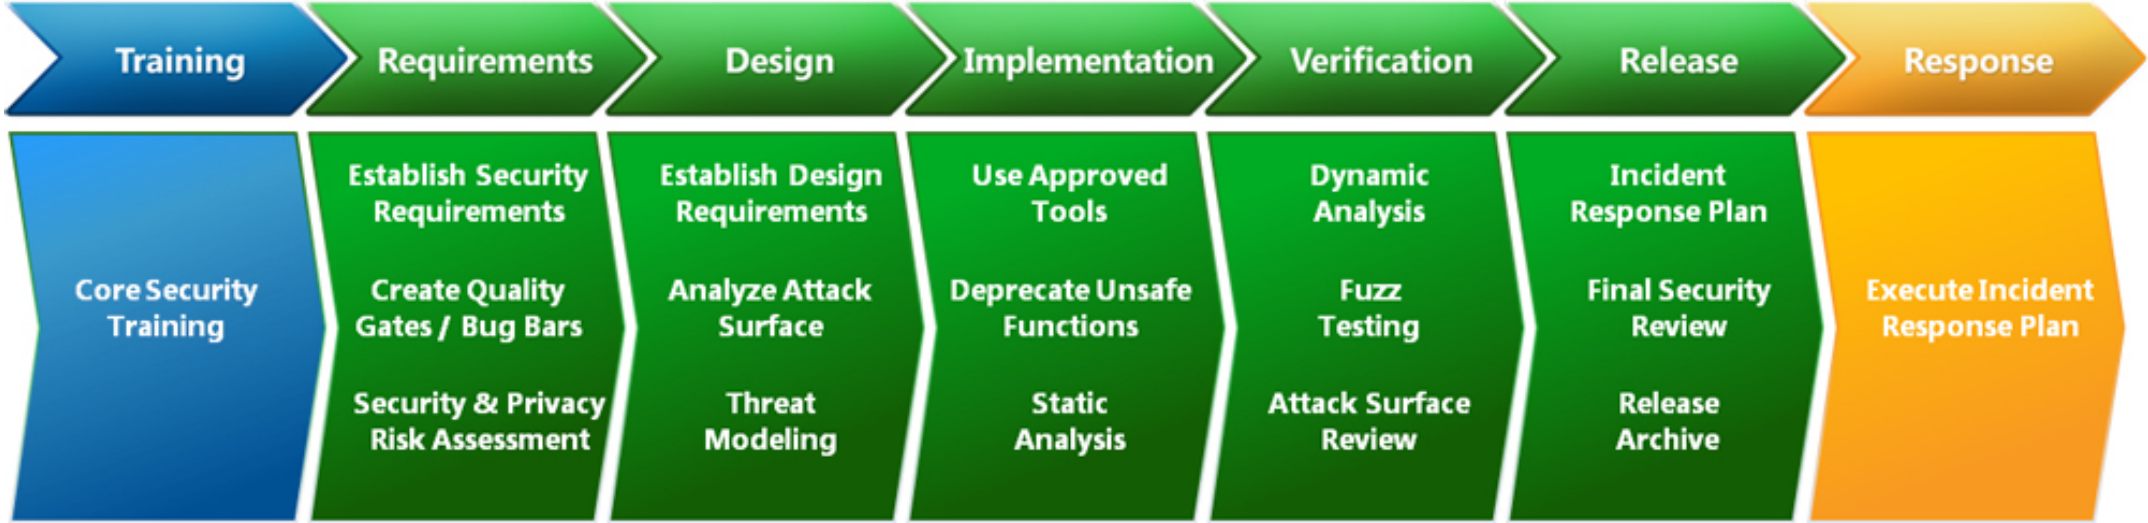 Training
Requirements
Design
Implementation
Verification
Release
Response
Core Security
Training
Establish Security
Requirements
Create Quality
Gates / Bug Bars
Security & Privacy
Risk Assessment
Establish Design
Requirements
Analyze Attack
Surface
Threat
Modeling
Use Approved
Tools
Deprecate Unsafe
Functions
Static
Analysis
Dynamic
Analysis
Fuzz
Testing
Attack Surface
Review
Incident
Response Plan
Final Security
Review
Release
Archive
Execute Incident
Response Plan